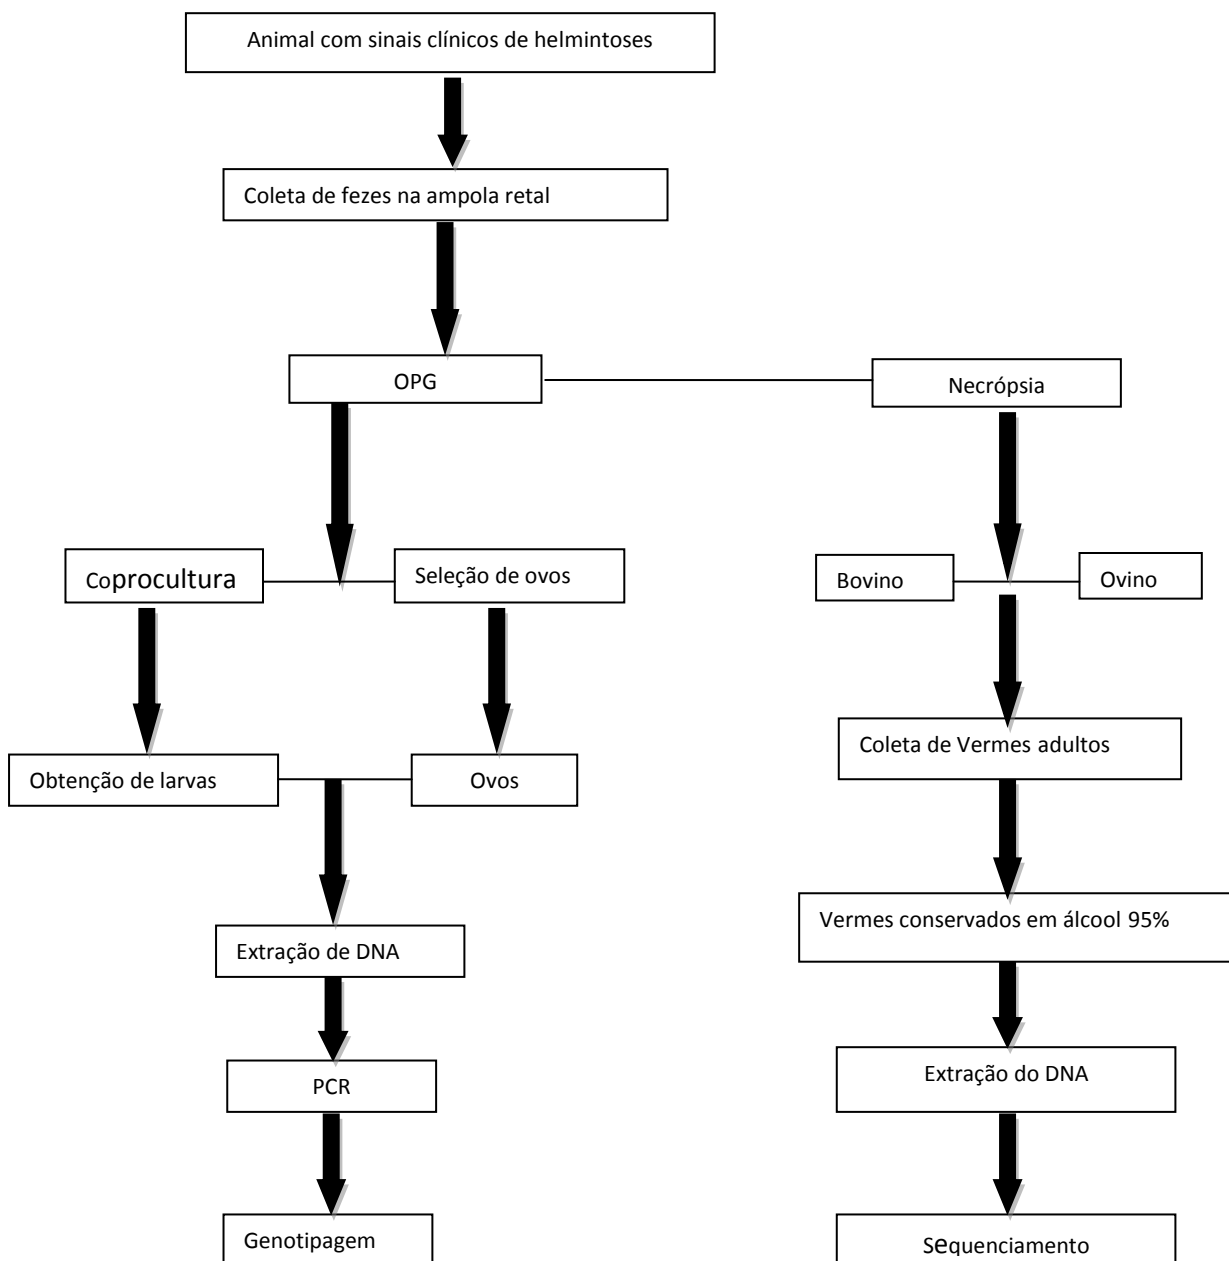 Animal com sinais clínicos de helmintoses
Coleta de fezes na ampola retal
OPG
Necrópsia
Coprocultura
Seleção de ovos
Bovino
Ovino
Obtenção de larvas
Ovos
Coleta de Vermes adultos
Extração de DNA
Vermes conservados em álcool 95%
PCR
Extração do DNA
Genotipagem
Sequenciamento